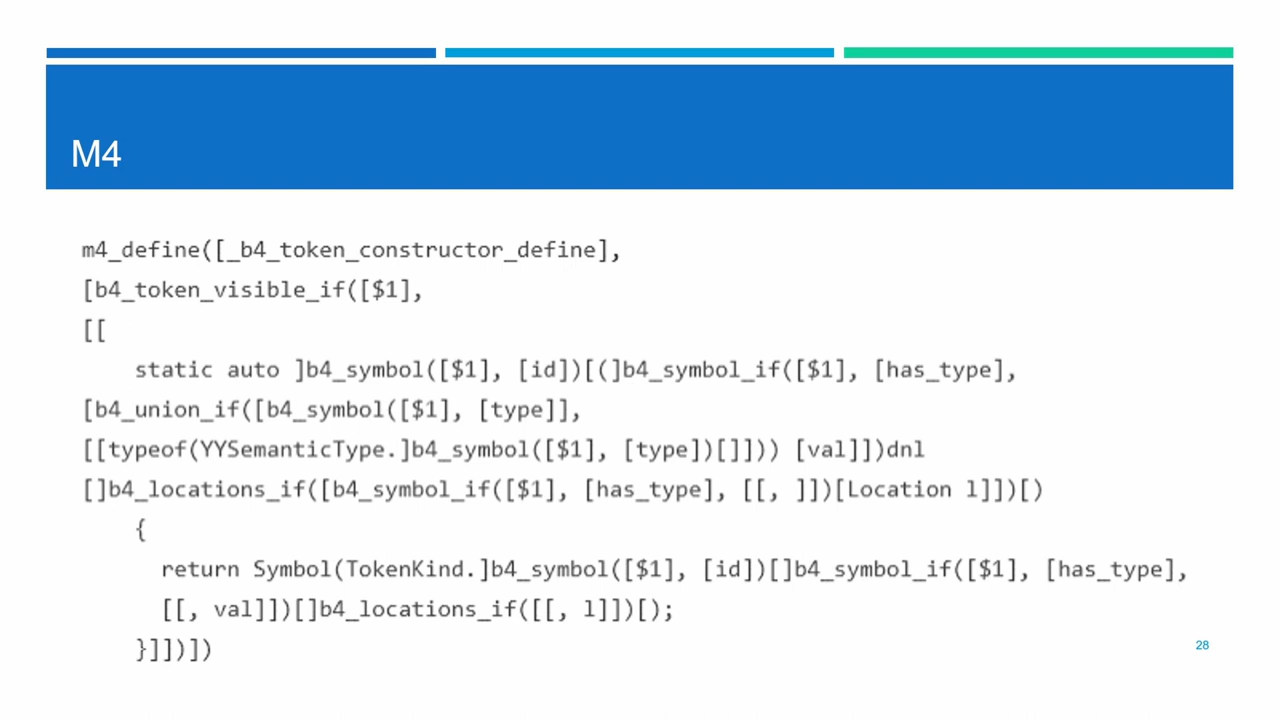 M4
m4_define([_b4_token_constructor_define],
[b4_token_visible_if([$1],
[[
    static auto ]b4_symbol([$1], [id])[(]b4_symbol_if([$1], [has_type],
[b4_union_if([b4_symbol([$1], [type]],
[[typeof(YYSemanticType.]b4_symbol([$1], [type])[]])) [val]])dnl
[]b4_locations_if([b4_symbol_if([$1], [has_type], [[, ]])[Location l]])[)
    {
      return Symbol(TokenKind.]b4_symbol([$1], [id])[]b4_symbol_if([$1], [has_type],
      [[, val]])[]b4_locations_if([[, l]])[);
    }]])])
28